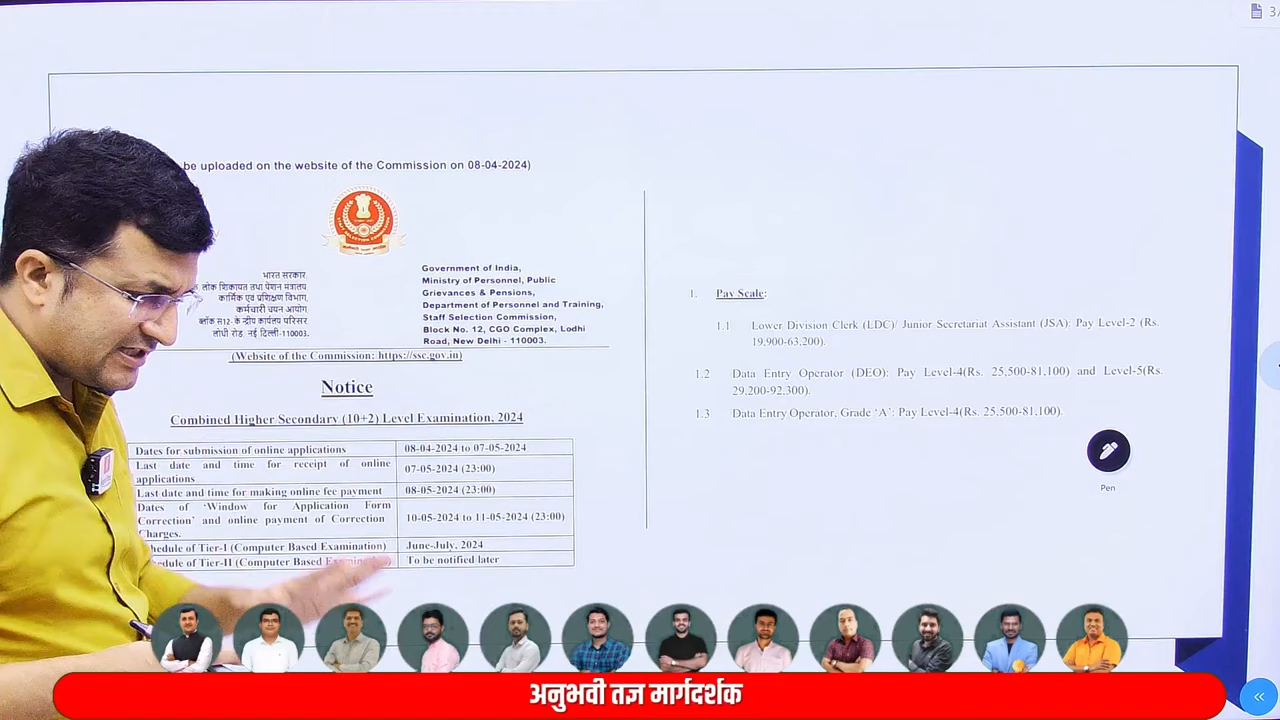 3/
be uploaded on the website of the Commission on 08-04-2024)
भारत सरकार,
लोक शिकायत तथा पेंशन मंत्रालय
कार्मिक एवं प्रशिक्षण विभाग,
कर्मचारी चयन आयोग,
ब्लॉक स12 के न्द्रीय कार्यालय परिसर
लोधी रोड नई दिल्ली-110003.
Government of India,
Ministry of Personnel, Public
Grievances & Pensions,
Department of Personnel and Training,
Staff Selection Commission,
Block No. 12, CGO Complex, Lodhi
Road, New Delhi - 110003.
(Website of the Commission: https://ssc.gov.in)
Notice
Combined Higher Secondary (10+2) Level Examination, 2024
Dates for submission of online applications 08-04-2024 to 07-05-2024
Last date and time for receipt of online
applications 07-05-2024 (23:00)
Last date and time for making online fee payment 08-05-2024 (23:00)
Dates of ‘Window for Application Form
Correction’ and online payment of Correction
Charges. 10-05-2024 to 11-05-2024 (23:00)
of Tier-I (Computer Based Examination) June-July, 2024
of Tier-II (Computer Based To be notified later
1. Pay Scale:
1.1 Lower Division Clerk (LDC)/ Junior Secretariat Assistant (JSA): Pay Level-2 (Rs.
19,900-63,200).
1.2 Data Entry Operator (DEO): Pay Level-4(Rs. 25,500-81,100) and Level-5(Rs.
29,200-92,300).
1.3 Data Entry Operator, Grade ‘A’: Pay Level-4(Rs. 25,500-81,100).
Pen
अनुभवी तज्ञ मार्गदर्शक